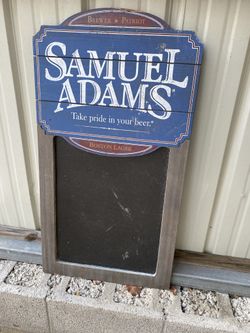 BREWER ★ PATRIOT
SAMUEL
ADAMS®
Take pride in your beer.®
BOSTON LAGER